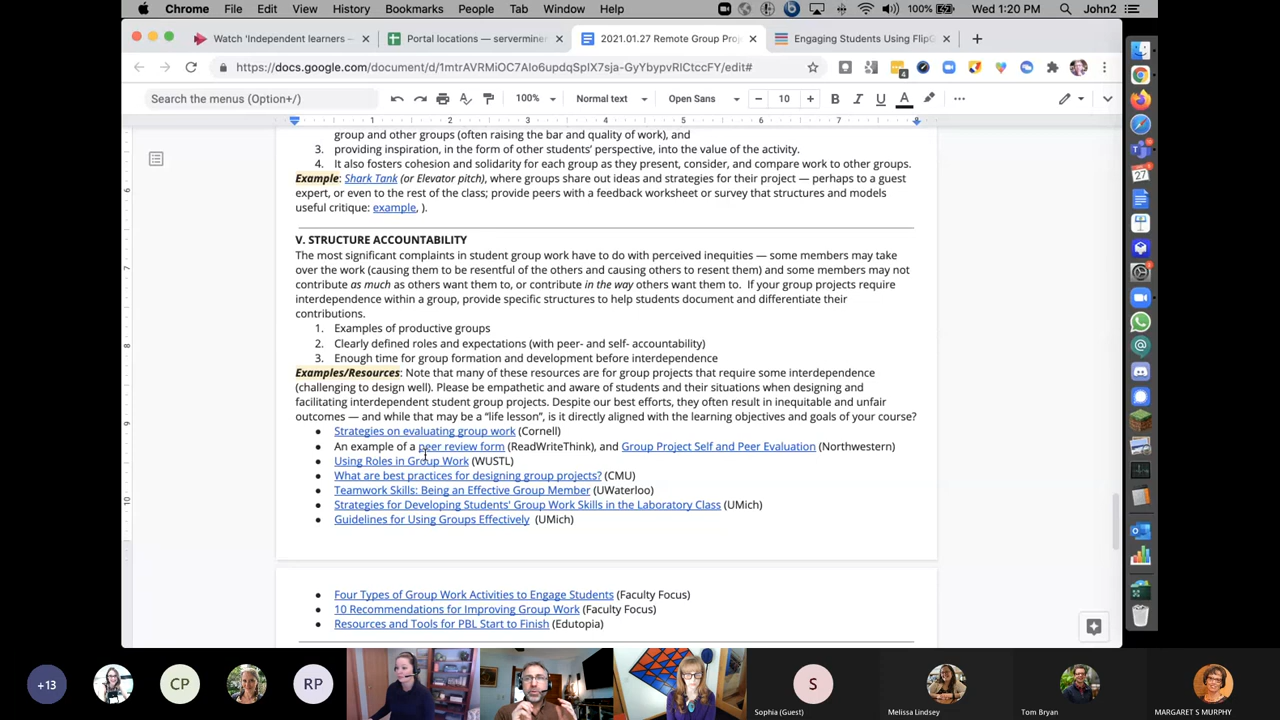 Chrome File Edit View History Bookmarks People Tab Window Help 100% Wed 1:20 PM John2
Watch 'Independent learners – Portal locations — serverminer 2021.01.27 Remote Group Proj Engaging Students Using FlipG
4 27
Search the menus (Option+/) 100% Normal text Open Sans 10 B I U A
1 2 3 4 5 6 7 8
group and other groups (often raising the bar and quality of work), and
3. providing inspiration, in the form of other students' perspective, into the value of the activity.
4. It also fosters cohesion and solidarity for each group as they present, consider, and compare work to other groups.
Example: Shark Tank (or Elevator pitch), where groups share out ideas and strategies for their project — perhaps to a guest
expert, or even to the rest of the class; provide peers with a feedback worksheet or survey that structures and models
useful critique: example, ).
V. STRUCTURE ACCOUNTABILITY
The most significant complaints in student group work have to do with perceived inequities — some members may take
over the work (causing them to be resentful of the others and causing others to resent them) and some members may not
contribute as much as others want them to, or contribute in the way others want them to. If your group projects require
interdependence within a group, provide specific structures to help students document and differentiate their
contributions.
1. Examples of productive groups
2. Clearly defined roles and expectations (with peer- and self- accountability)
3. Enough time for group formation and development before interdependence
Examples/Resources: Note that many of these resources are for group projects that require some interdependence
(challenging to design well). Please be empathetic and aware of students and their situations when designing and
facilitating interdependent student group projects. Despite our best efforts, they often result in inequitable and unfair
outcomes — and while that may be a "life lesson", is it directly aligned with the learning objectives and goals of your course?
● Strategies on evaluating group work (Cornell)
● An example of a peer review form (ReadWriteThink), and Group Project Self and Peer Evaluation (Northwestern)
● Using Roles in Group Work (WUSTL)
● What are best practices for designing group projects? (CMU)
● Teamwork Skills: Being an Effective Group Member (UWaterloo)
● Strategies for Developing Students' Group Work Skills in the Laboratory Class (UMich)
● Guidelines for Using Groups Effectively (UMich)
● Four Types of Group Work Activities to Engage Students (Faculty Focus)
● 10 Recommendations for Improving Group Work (Faculty Focus)
● Resources and Tools for PBL Start to Finish (Edutopia)
6
7
8
9
10
+13 CP RP S
Sophia (Guest) Melissa Lindsey Tom Bryan MARGARET S MURPHY